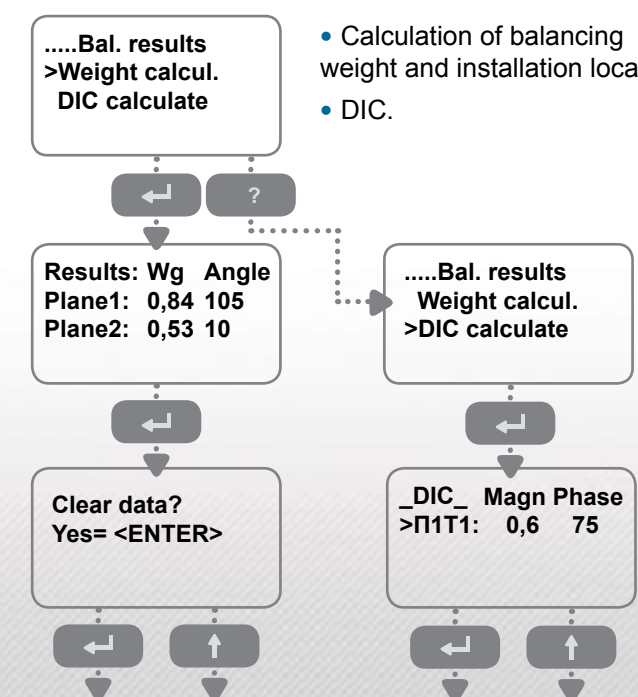 .....Bal. results
>Weight calcul.
DIC calculate
• Calculation of balancing
weight and installation loca
• DIC.
?
Results: Wg Angle
Plane1: 0,84 105
Plane2: 0,53 10
.....Bal. results
Weight calcul.
>DIC calculate
Clear data?
Yes= <ENTER>
_DIC_ Magn Phase
>П1Т1: 0,6 75